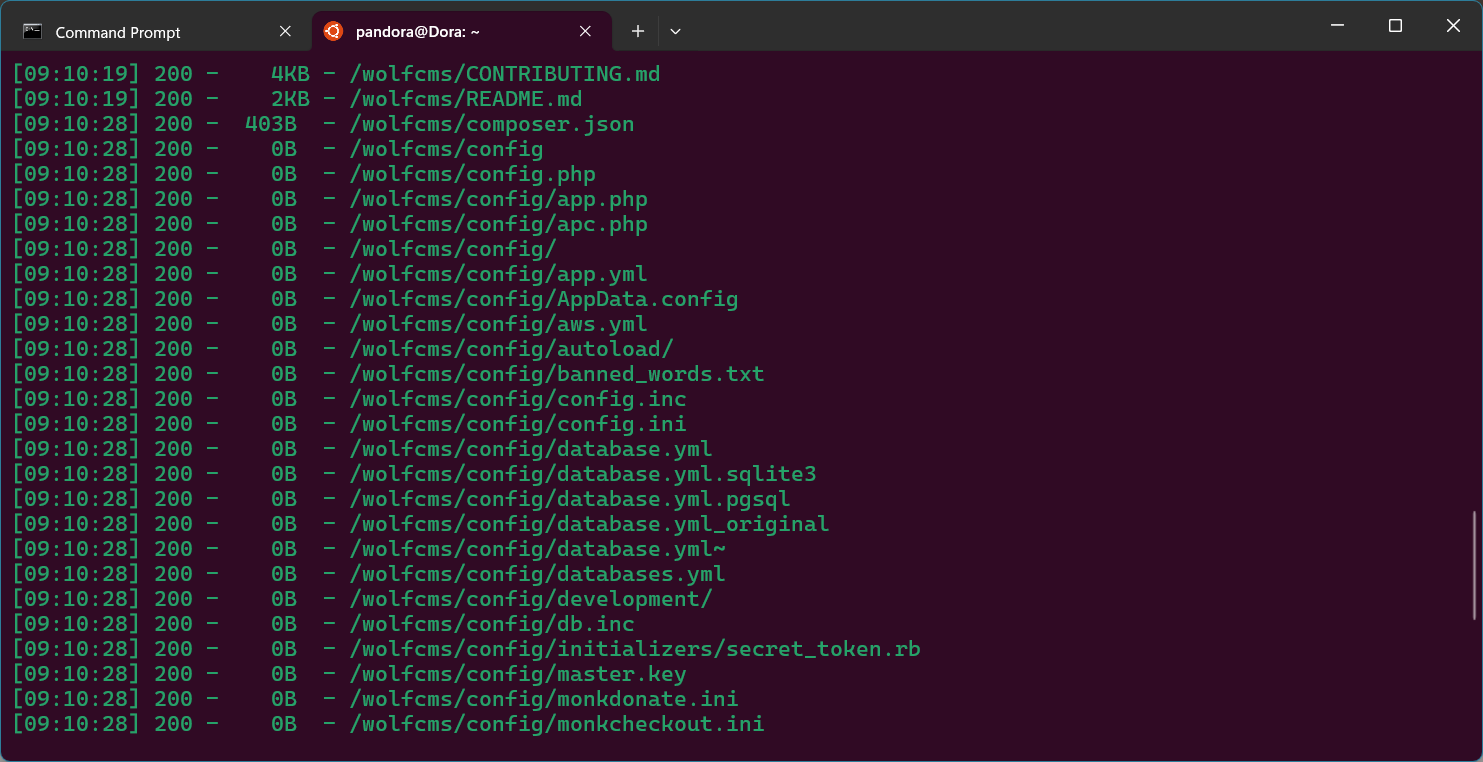 Command Prompt
pandora@Dora: ~
[09:10:19] 200 -    4KB - /wolfcms/CONTRIBUTING.md
[09:10:19] 200 -    2KB - /wolfcms/README.md
[09:10:28] 200 -  403B  - /wolfcms/composer.json
[09:10:28] 200 -    0B  - /wolfcms/config
[09:10:28] 200 -    0B  - /wolfcms/config.php
[09:10:28] 200 -    0B  - /wolfcms/config/app.php
[09:10:28] 200 -    0B  - /wolfcms/config/apc.php
[09:10:28] 200 -    0B  - /wolfcms/config/
[09:10:28] 200 -    0B  - /wolfcms/config/app.yml
[09:10:28] 200 -    0B  - /wolfcms/config/AppData.config
[09:10:28] 200 -    0B  - /wolfcms/config/aws.yml
[09:10:28] 200 -    0B  - /wolfcms/config/autoload/
[09:10:28] 200 -    0B  - /wolfcms/config/banned_words.txt
[09:10:28] 200 -    0B  - /wolfcms/config/config.inc
[09:10:28] 200 -    0B  - /wolfcms/config/config.ini
[09:10:28] 200 -    0B  - /wolfcms/config/database.yml
[09:10:28] 200 -    0B  - /wolfcms/config/database.yml.sqlite3
[09:10:28] 200 -    0B  - /wolfcms/config/database.yml.pgsql
[09:10:28] 200 -    0B  - /wolfcms/config/database.yml_original
[09:10:28] 200 -    0B  - /wolfcms/config/database.yml~
[09:10:28] 200 -    0B  - /wolfcms/config/databases.yml
[09:10:28] 200 -    0B  - /wolfcms/config/development/
[09:10:28] 200 -    0B  - /wolfcms/config/db.inc
[09:10:28] 200 -    0B  - /wolfcms/config/initializers/secret_token.rb
[09:10:28] 200 -    0B  - /wolfcms/config/master.key
[09:10:28] 200 -    0B  - /wolfcms/config/monkdonate.ini
[09:10:28] 200 -    0B  - /wolfcms/config/monkcheckout.ini